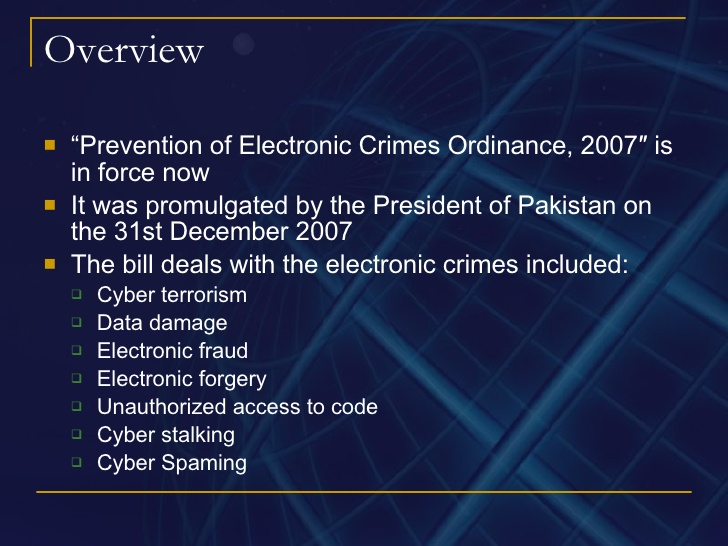 Overview
“Prevention of Electronic Crimes Ordinance, 2007″ is
in force now
It was promulgated by the President of Pakistan on
the 31st December 2007
The bill deals with the electronic crimes included:
Cyber terrorism
Data damage
Electronic fraud
Electronic forgery
Unauthorized access to code
Cyber stalking
Cyber Spaming